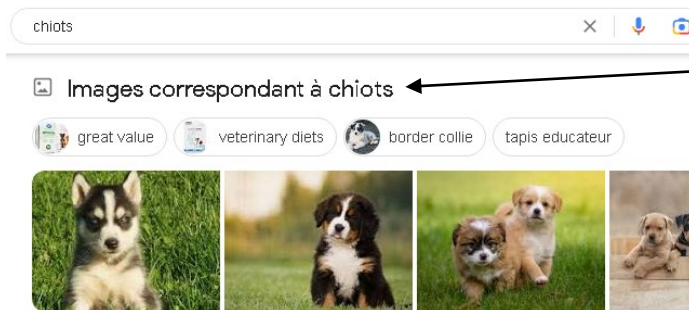 chiots
Images correspondant à chiots
great value
veterinary diets
border collie
tapis educateur